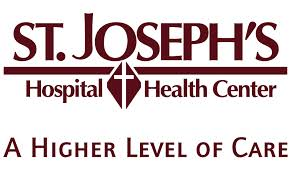 ST. JOSEPH'S
Hospital Health Center
A HIGHER LEVEL OF CARE